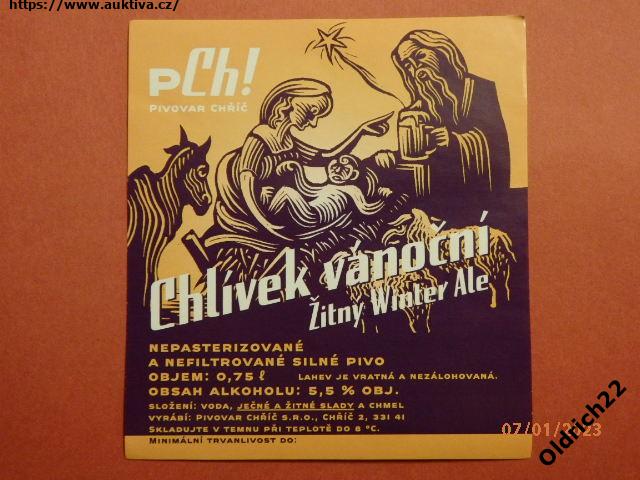 https://www.auktiva.cz/
PCh!
PIVOVAR CHŘÍČ
Chlívek vánoční
Žitný Winter Ale
NEPASTERIZOVANÉ
A NEFILTROVANÉ SILNÉ PIVO
OBJEM: 0,75 ℓ LAHEV JE VRATNÁ A NEZÁLOHOVANÁ.
OBSAH ALKOHOLU: 5,5 % OBJ.
SLOŽENÍ: VODA, JEČNÉ A ŽITNÉ SLADY A CHMEL
VYRÁBÍ: PIVOVAR CHŘÍČ S.R.O., CHŘÍČ 2, 331 41
SKLADUJTE V TEMNU PŘI TEPLOTĚ DO 8 °C.
MINIMÁLNÍ TRVANLIVOST DO:
07/01/2023
Oldrich22